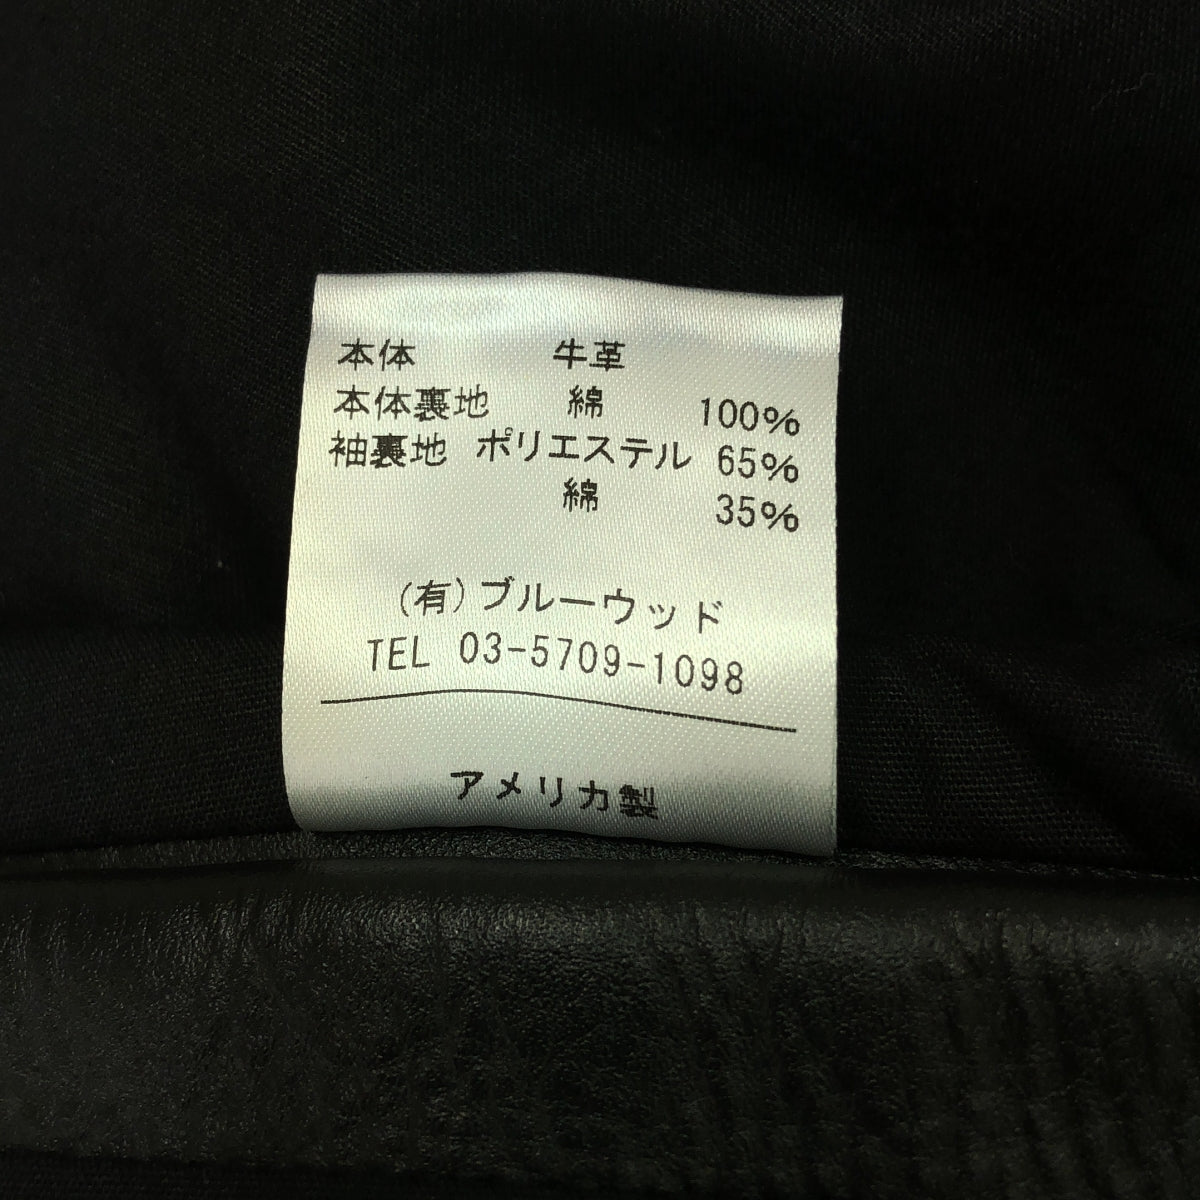 本体 牛革
本体裏地 綿 100%
袖裏地 ポリエステル 65%
綿 35%
(有)ブルーウッド
TEL 03-5709-1098
アメリカ製